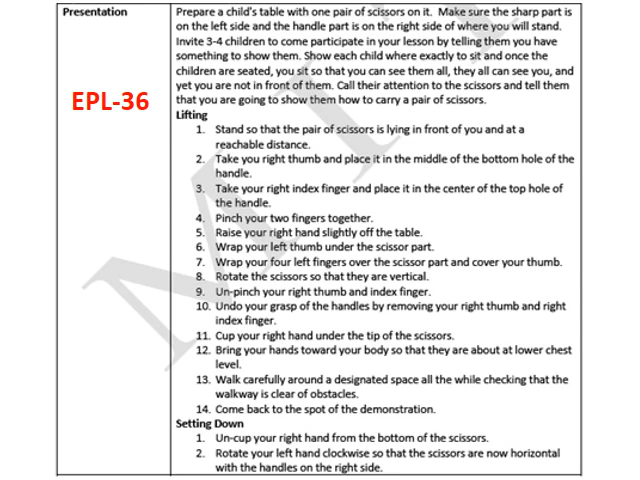 Presentation
EPL-36
Prepare a child's table with one pair of scissors on it. Make sure the sharp part is
on the left side and the handle part is on the right side of where you will stand.
Invite 3-4 children to come participate in your lesson by telling them you have
something to show them. Show each child where exactly to sit and once the
children are seated, you sit so that you can see them all, they all can see you, and
yet you are not in front of them. Call their attention to the scissors and tell them
that you are going to show them how to carry a pair of scissors.
Lifting
1. Stand so that the pair of scissors is lying in front of you and at a
reachable distance.
2. Take you right thumb and place it in the middle of the bottom hole of the
handle.
3. Take your right index finger and place it in the center of the top hole of
the handle.
4. Pinch your two fingers together.
5. Raise your right hand slightly off the table.
6. Wrap your left thumb under the scissor part.
7. Wrap your four left fingers over the scissor part and cover your thumb.
8. Rotate the scissors so that they are vertical.
9. Un-pinch your right thumb and index finger.
10. Undo your grasp of the handles by removing your right thumb and right
index finger.
11. Cup your right hand under the tip of the scissors.
12. Bring your hands toward your body so that they are about at lower chest
level.
13. Walk carefully around a designated space all the while checking that the
walkway is clear of obstacles.
14. Come back to the spot of the demonstration.
Setting Down
1. Un-cup your right hand from the bottom of the scissors.
2. Rotate your left hand clockwise so that the scissors are now horizontal
with the handles on the right side.